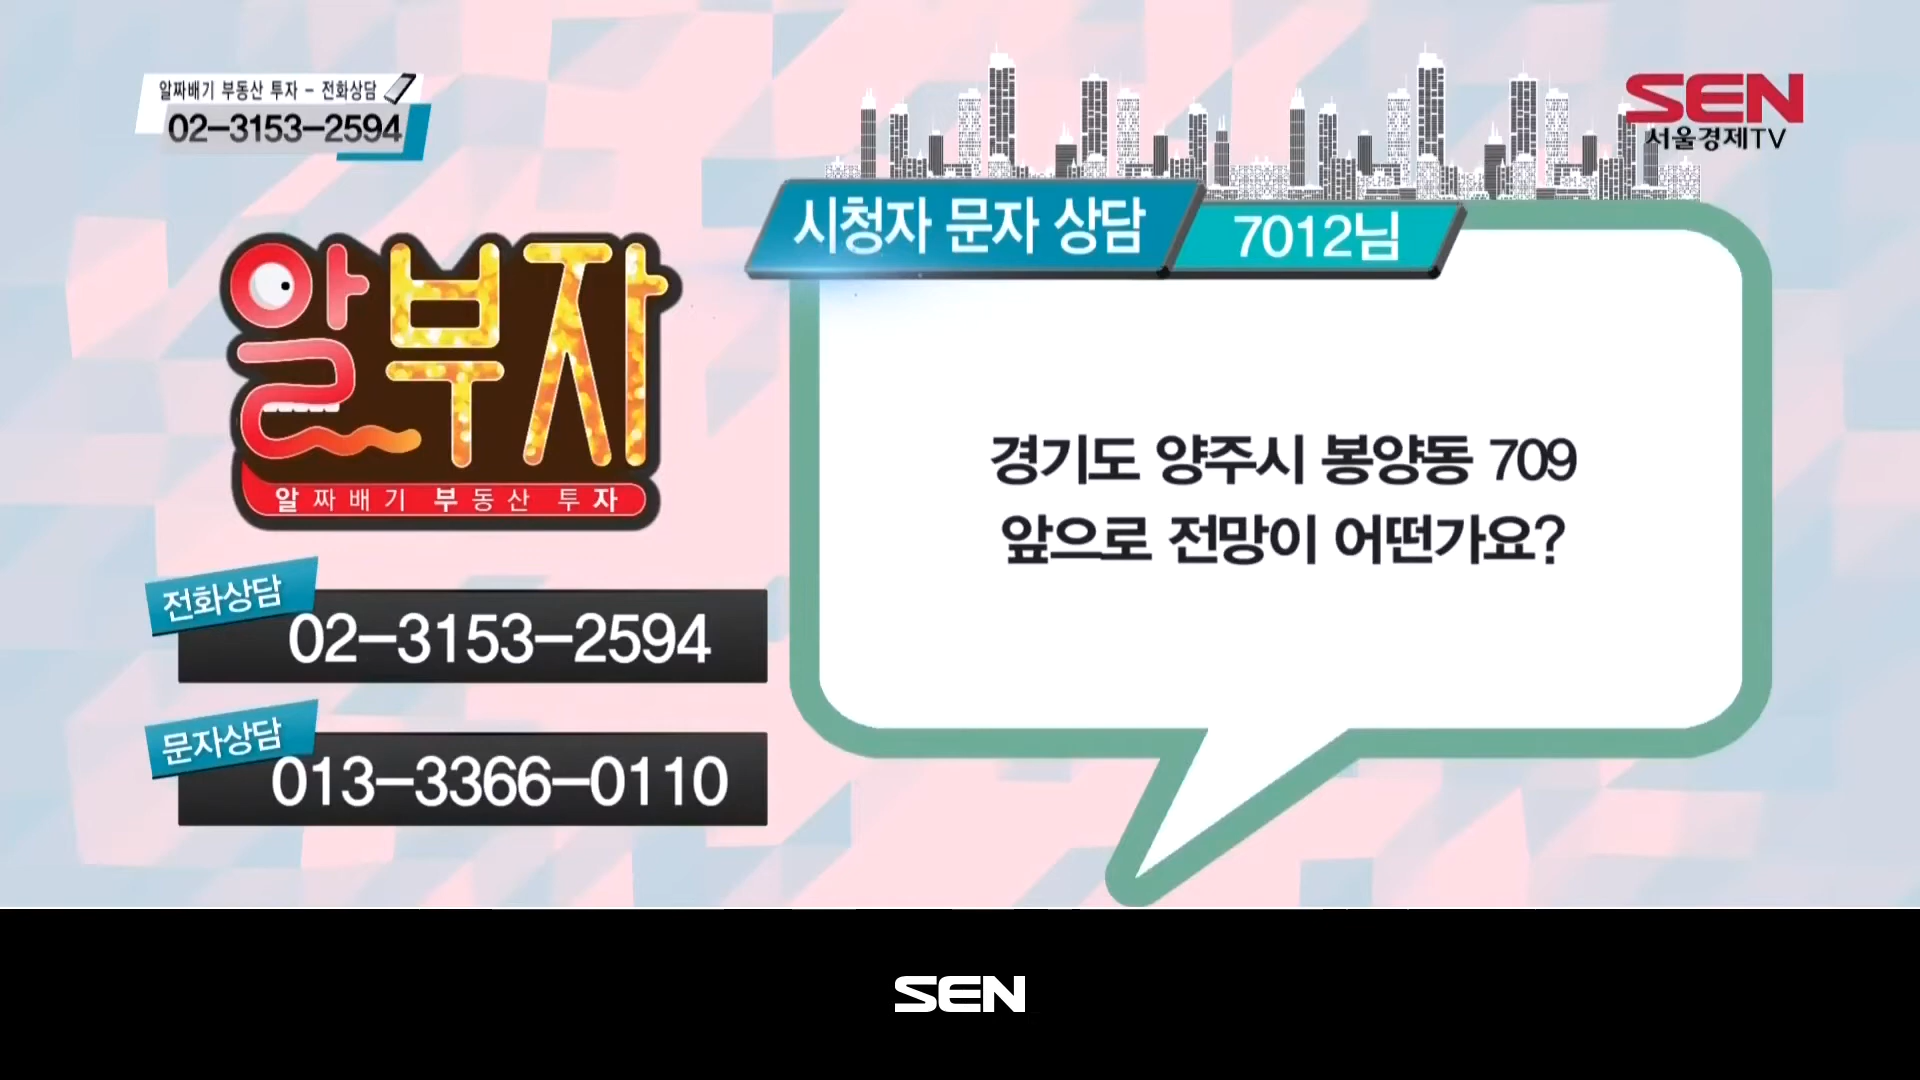 알짜배기 부동산 투자 - 전화상담
02-3153-2594
SEN
서울경제TV
시청자 문자 상담
7012님
알부자
알짜배기 부동산 투자
경기도 양주시 봉양동 709
앞으로 전망이 어떤가요?
전화상담
02-3153-2594
문자상담
013-3366-0110
SEN